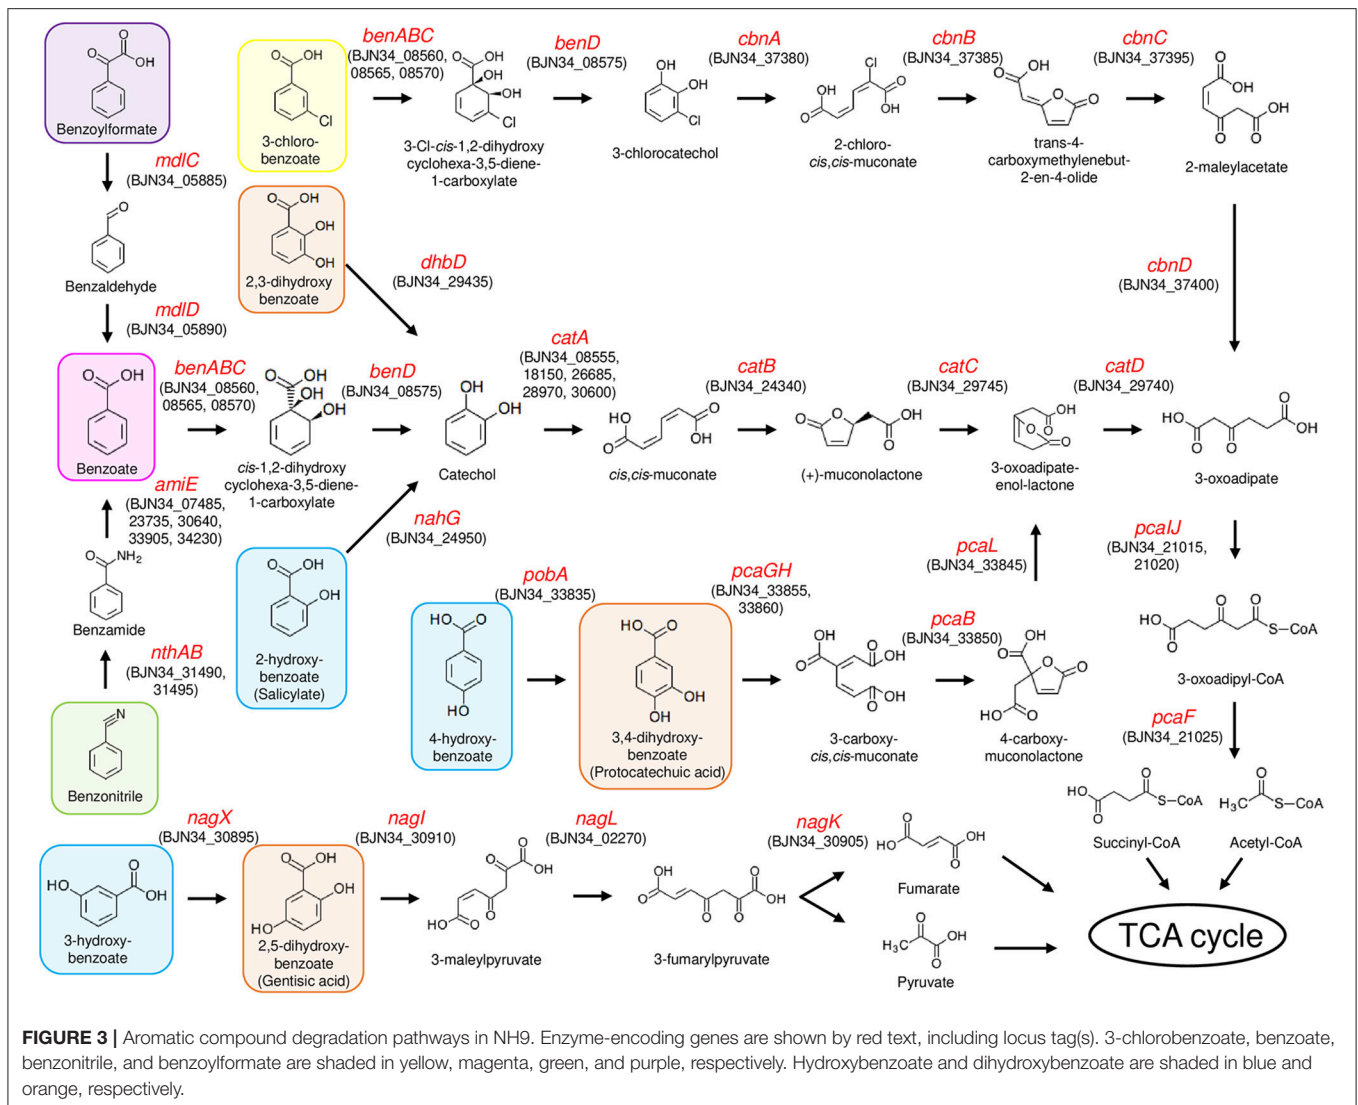 Benzoylformate
mdlC
(BJN34_05885)
Benzaldehyde
mdlD
(BJN34_05890)
3-chloro-
benzoate
benABC
(BJN34_08560,
08565, 08570)
3-Cl-cis-1,2-dihydroxy
cyclohexa-3,5-diene-
1-carboxylate
benD
(BJN34_08575)
3-chlorocatechol
cbnA
(BJN34_37380)
2-chloro-
cis,cis-muconate
cbnB
(BJN34_37385)
trans-4-
carboxymethylenebut-
2-en-4-olide
cbnC
(BJN34_37395)
2-maleylacetate
cbnD
(BJN34_37400)
2,3-dihydroxy
benzoate
dhbD
(BJN34_29435)
Benzoate
benABC
(BJN34_08560,
08565, 08570)
cis-1,2-dihydroxy
cyclohexa-3,5-diene-
1-carboxylate
benD
(BJN34_08575)
Catechol
catA
(BJN34_08555,
18150, 26685,
28970, 30600)
cis,cis-muconate
catB
(BJN34_24340)
(+)-muconolactone
catC
(BJN34_29745)
3-oxoadipate-
enol-lactone
catD
(BJN34_29740)
3-oxoadipate
amiE
(BJN34_07485,
23735, 30640,
33905, 34230)
Benzamide
nthAB
(BJN34_31490,
31495)
Benzonitrile
2-hydroxy-
benzoate
(Salicylate)
nahG
(BJN34_24950)
4-hydroxy-
benzoate
pobA
(BJN34_33835)
3,4-dihydroxy-
benzoate
(Protocatechuic acid)
pcaGH
(BJN34_33855,
33860)
3-carboxy-
cis,cis-muconate
pcaB
(BJN34_33850)
4-carboxy-
muconolactone
pcaL
(BJN34_33845)
pcaIJ
(BJN34_21015,
21020)
3-oxoadipyl-CoA
pcaF
(BJN34_21025)
Succinyl-CoA
Acetyl-CoA
3-hydroxy-
benzoate
nagX
(BJN34_30895)
2,5-dihydroxy-
benzoate
(Gentisic acid)
nagI
(BJN34_30910)
3-maleylpyruvate
nagL
(BJN34_02270)
3-fumarylpyruvate
nagK
(BJN34_30905)
Fumarate
Pyruvate
TCA cycle
FIGURE 3 | Aromatic compound degradation pathways in NH9. Enzyme-encoding genes are shown by red text, including locus tag(s). 3-chlorobenzoate, benzoate,
benzonitrile, and benzoylformate are shaded in yellow, magenta, green, and purple, respectively. Hydroxybenzoate and dihydroxybenzoate are shaded in blue and
orange, respectively.